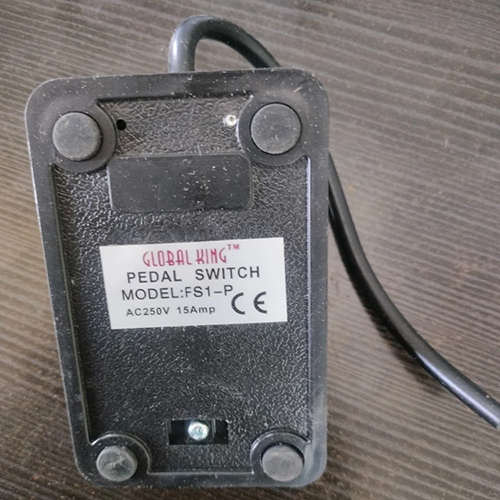 GLOBAL KING™
PEDAL SWITCH
MODEL:FS1-P
AC250V 15Amp CE